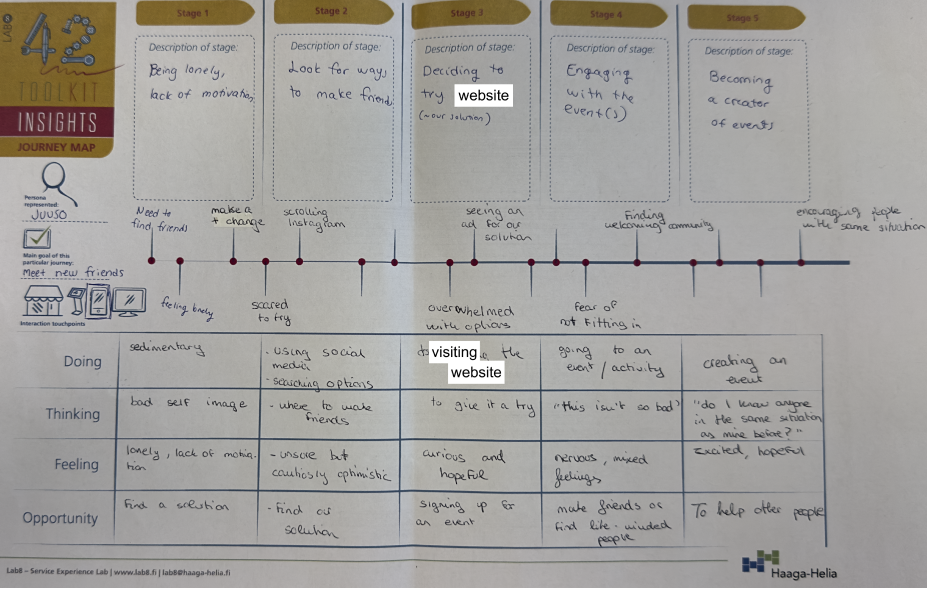 LAB8
42
TOOLKIT
INSIGHTS
JOURNEY MAP
Stage 1
Stage 2
Stage 3
Stage 4
Stage 5
Description of stage:
Being lonely,
lack of motivation
Description of stage:
Look for ways
to make friend
Description of stage:
Deciding to
try website
(~our solution)
Description of stage:
Engaging
with the
event(s)
Description of stage:
Becoming
a creator
of events
Persona
represented:
JUUSO
Main goal of this
particular journey:
Meet new friends
Interaction touchpoints
Need to
find friends
make a
change
scrolling
Instagram
seeing an
ad for our
solution
Finding
welcoming community
encouraging people
with the same situation
feeling lonely
scared
to try
overwhelmed
with options
fear of
not fitting in
Doing
sedimentary
- using social
media
- searching options
visiting the
website
going to an
event / activity
creating an
event
Thinking
bad self image
- where to make
friends
to give it a try
"this isn't so bad"
"do I know anyone
in the same situation
as mine before?"
Feeling
lonely, lack of motiva-
tion
- unsure but
cautiosly optimistic
curious and
hopeful
nervous, mixed
feelings
Excited, hopeful
Opportunity
Find a solution
- Find our
solution
signing up for
an event
make friends or
find like-minded
people
To help other people
Lab8 – Service Experience Lab | www.lab8.fi | lab8@haaga-helia.fi
Haaga-Helia